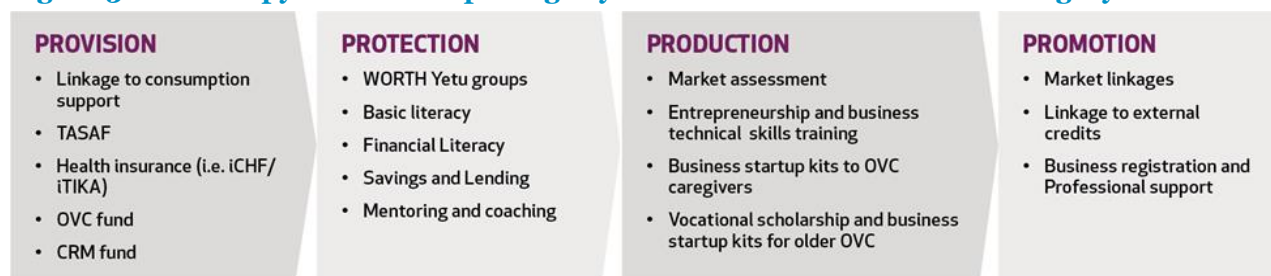 PROVISION
• Linkage to consumption
support
• TASAF
• Health insurance (i.e. iCHF/
iTIKA)
• OVC fund
• CRM fund
PROTECTION
• WORTH Yetu groups
• Basic literacy
• Financial Literacy
• Savings and Lending
• Mentoring and coaching
PRODUCTION
• Market assessment
• Entrepreneurship and business
technical skills training
• Business startup kits to OVC
caregivers
• Vocational scholarship and business
startup kits for older OVC
PROMOTION
• Market linkages
• Linkage to external
credits
• Business registration and
Professional support